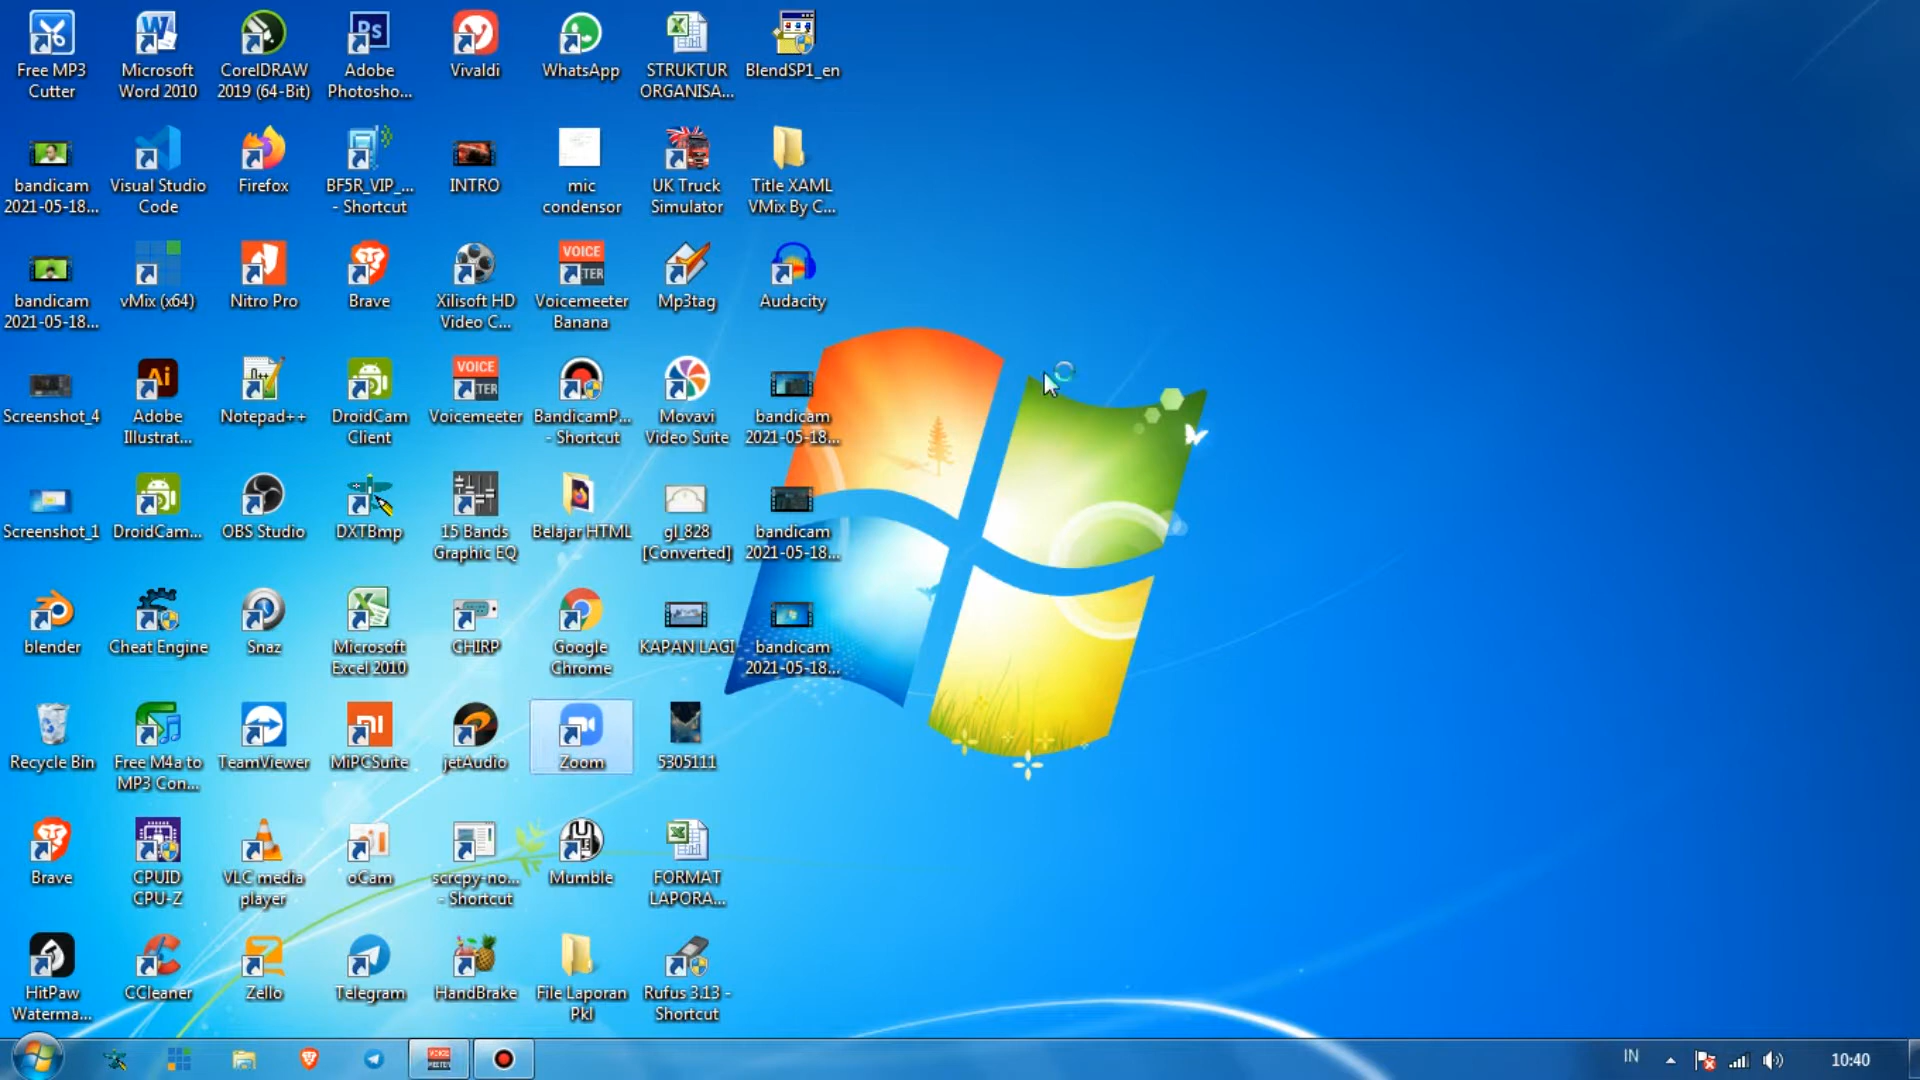 Free MP3
Cutter
Microsoft
Word 2010
CorelDRAW
2019 (64-Bit)
Ps
Adobe
Photosho...
Vivaldi
WhatsApp
STRUKTUR
ORGANISA...
BlendSP1_en
bandicam
2021-05-18...
Visual Studio
Code
Firefox
BF5R_VIP_...
- Shortcut
INTRO
mic
condensor
UK Truck
Simulator
Title XAML
VMix By C...
bandicam
2021-05-18...
vMix (x64)
Nitro Pro
Brave
Xilisoft HD
Video C...
VOICE
TER
Voicemeeter
Banana
Mp3tag
Audacity
Screenshot_4
Ai
Adobe
Illustrat...
Notepad++
DroidCam
Client
VOICE
TER
Voicemeeter
BandicamP...
- Shortcut
Movavi
Video Suite
bandicam
2021-05-18...
Screenshot_1
DroidCam...
OBS Studio
DXTBmp
15 Bands
Graphic EQ
Belajar HTML
gl_828
[Converted]
bandicam
2021-05-18...
blender
Cheat Engine
Snaz
Microsoft
Excel 2010
CHIRP
Google
Chrome
KAPAN LAGI
bandicam
2021-05-18...
Recycle Bin
Free M4a to
MP3 Con...
TeamViewer
MiPCSuite
jetAudio
Zoom
5305111
Brave
CPUID
CPU-Z
VLC media
player
oCam
scrcpy-no...
- Shortcut
Mumble
FORMAT
LAPORA...
HitPaw
Waterma...
CCleaner
Zello
Telegram
HandBrake
File Laporan
Pkl
Rufus 3.13 -
Shortcut
VOICE
MEETER
IN
10:40